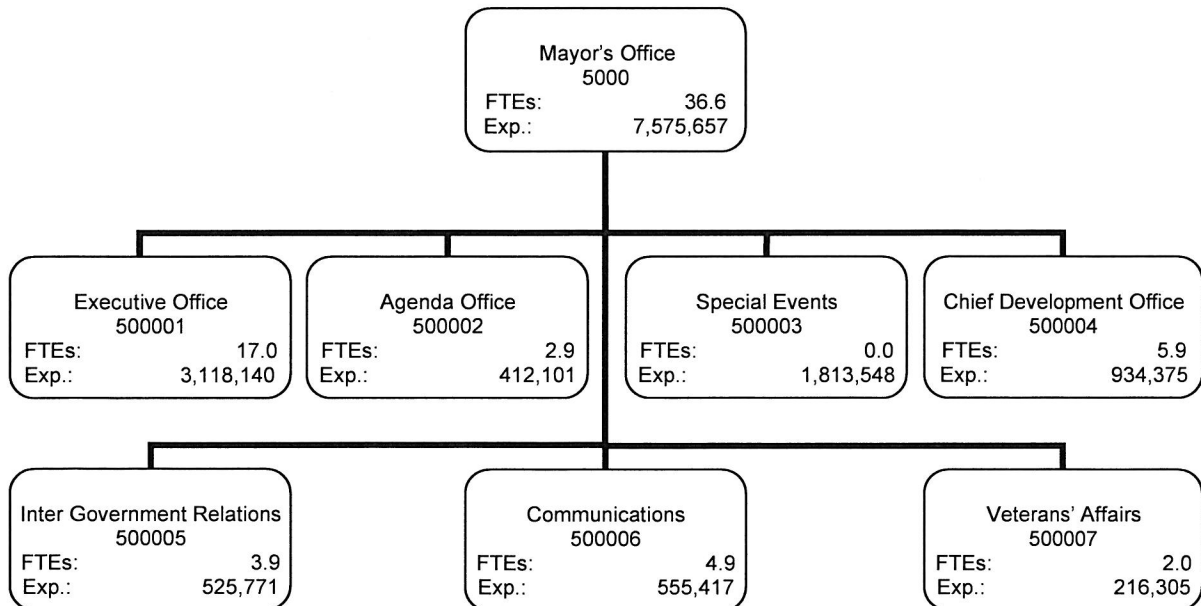 Mayor's Office
5000
FTEs: 36.6
Exp.: 7,575,657
Executive Office
500001
FTEs: 17.0
Exp.: 3,118,140
Agenda Office
500002
FTEs: 2.9
Exp.: 412,101
Special Events
500003
FTEs: 0.0
Exp.: 1,813,548
Chief Development Office
500004
FTEs: 5.9
Exp.: 934,375
Inter Government Relations
500005
FTEs: 3.9
Exp.: 525,771
Communications
500006
FTEs: 4.9
Exp.: 555,417
Veterans' Affairs
500007
FTEs: 2.0
Exp.: 216,305